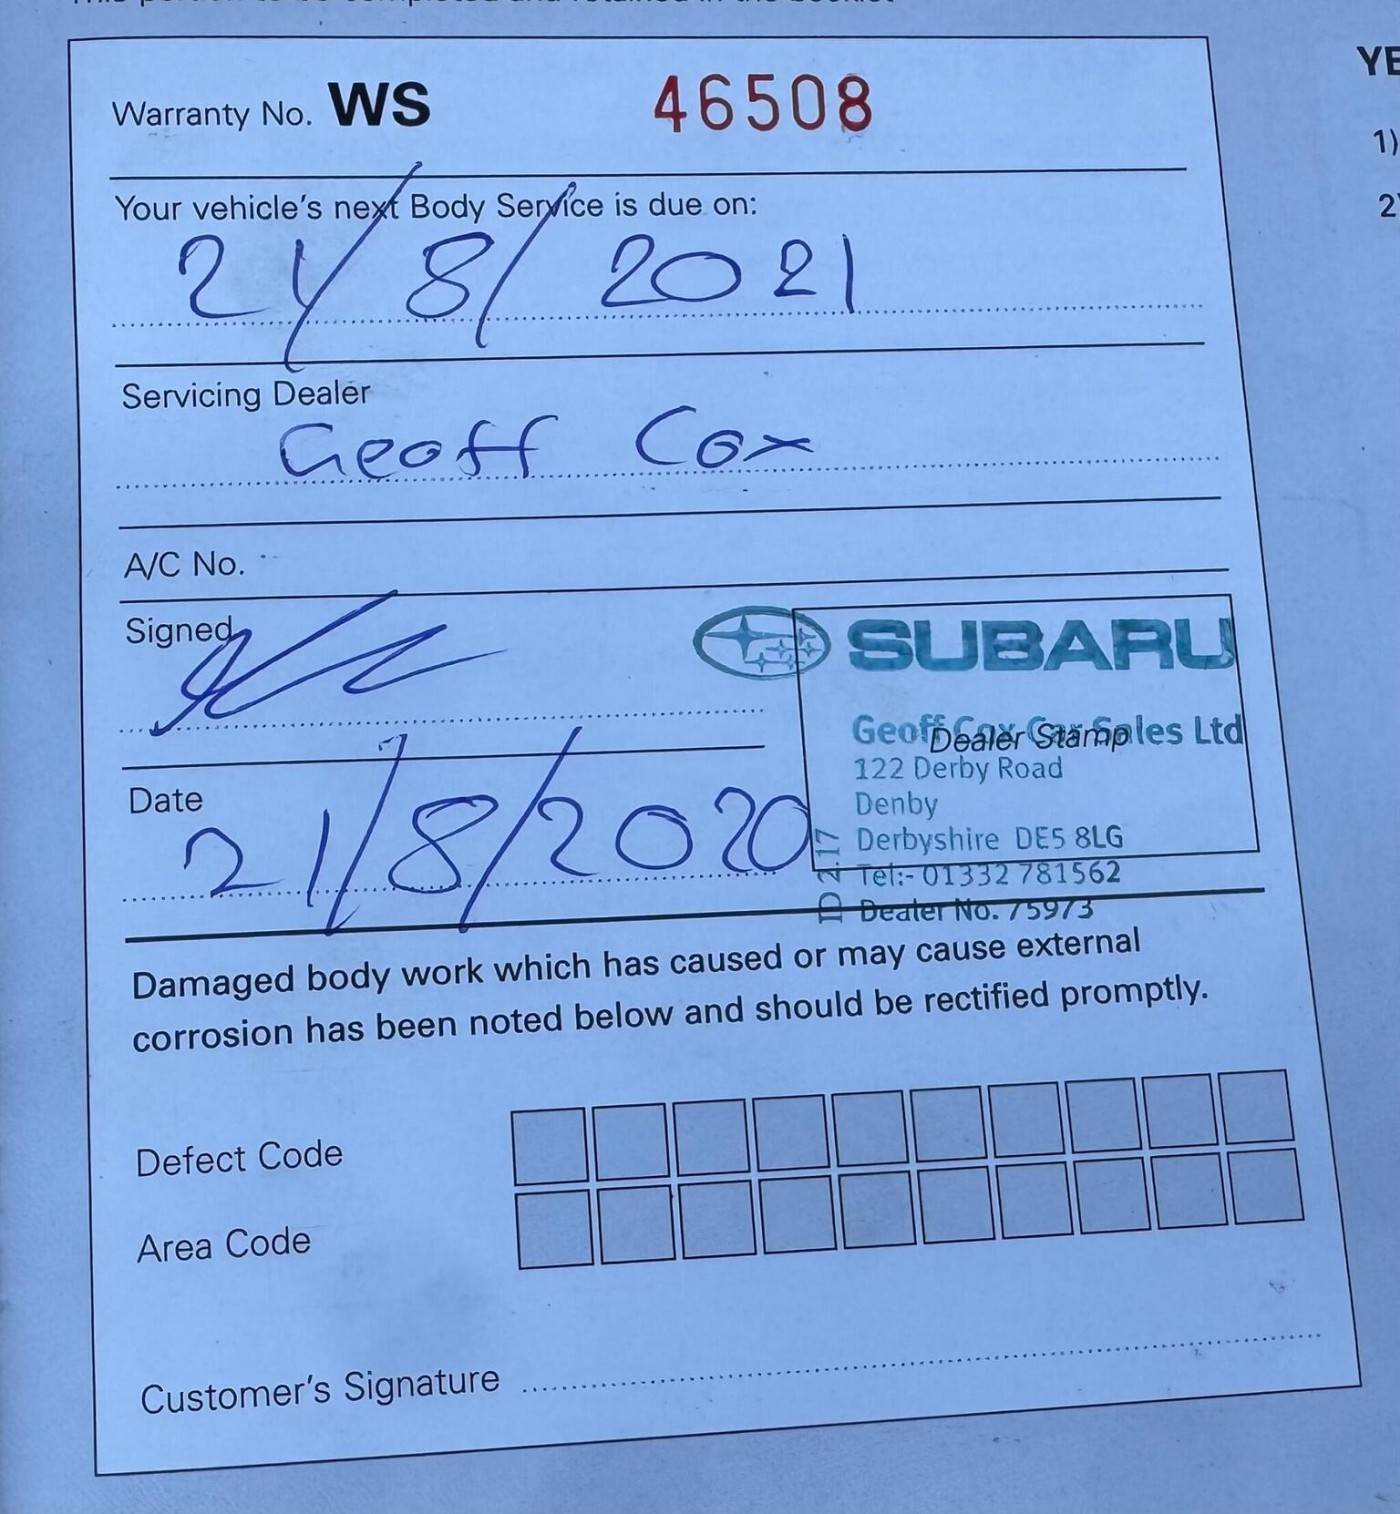 Warranty No. WS 46508
YE
1)
Your vehicle's next Body Service is due on:
2
21/8/2021
Servicing Dealer
Geoff Cox
A/C No.
Signed
SUBARU
Geoff Cox Car Sales Ltd
Dealer Stamp
122 Derby Road
Date
Denby
21/8/2020
Derbyshire DE5 8LG
Tel:- 01332 781562
Dealer No. 75973
Damaged body work which has caused or may cause external
corrosion has been noted below and should be rectified promptly.
Defect Code
Area Code
Customer's Signature